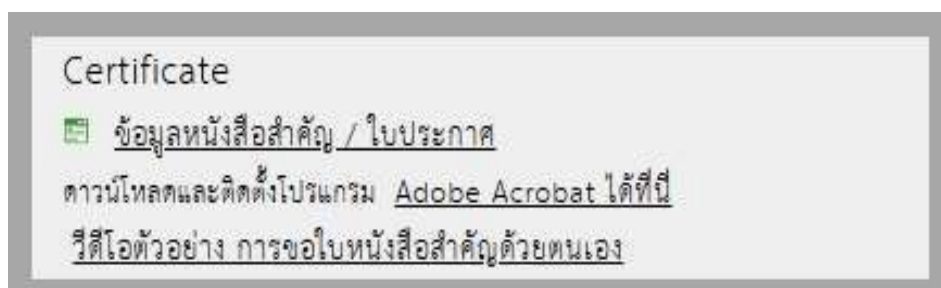 Certificate
ข้อมูลหนังสือสำคัญ / ใบประกาศ
ดาวน์โหลดและติดตั้งโปรแกรม Adobe Acrobat ได้ที่นี่
วีดีโอตัวอย่าง การขอใบหนังสือสำคัญด้วยตนเอง